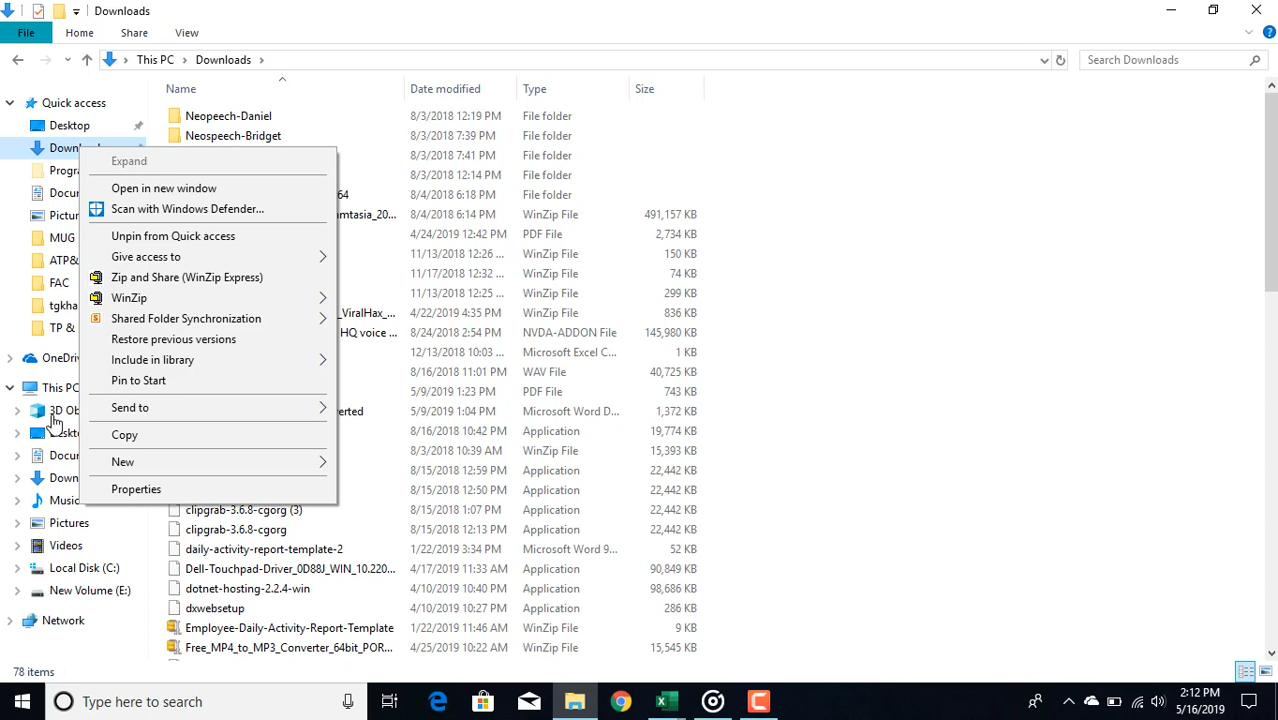 Downloads
File Home Share View
This PC Downloads Search Downloads
Name Date modified Type Size
Quick access
Desktop
Downl
Progra
Docu
Pictur
MUG
ATP&
FAC
tgkha
TP &
OneDriv
This PC
3D Ob
Deskto
Docu
Down
Music
Pictures
Videos
Local Disk (C:)
New Volume (E:)
Network
Expand
Open in new window
Scan with Windows Defender...
Unpin from Quick access
Give access to
Zip and Share (WinZip Express)
WinZip
Shared Folder Synchronization
Restore previous versions
Include in library
Pin to Start
Send to
Copy
New
Properties
Neopeech-Daniel 8/3/2018 12:19 PM File folder
Neospeech-Bridget 8/3/2018 7:39 PM File folder
8/3/2018 7:41 PM File folder
8/3/2018 12:14 PM File folder
64 8/4/2018 6:18 PM File folder
mtasia_20... 8/4/2018 6:14 PM WinZip File 491,157 KB
4/24/2019 12:42 PM PDF File 2,734 KB
11/13/2018 12:26 ... WinZip File 150 KB
11/17/2018 12:32 ... WinZip File 74 KB
11/13/2018 12:25 ... WinZip File 299 KB
_ViralHax_... 4/22/2019 4:35 PM WinZip File 836 KB
HQ voice ... 8/24/2018 2:54 PM NVDA-ADDON File 145,980 KB
12/13/2018 10:03 ... Microsoft Excel C... 1 KB
8/16/2018 11:01 PM WAV File 40,725 KB
5/9/2019 1:23 PM PDF File 743 KB
erted 5/9/2019 1:04 PM Microsoft Word D... 1,372 KB
8/16/2018 10:42 PM Application 19,774 KB
8/3/2018 10:39 AM WinZip File 15,393 KB
8/15/2018 12:59 PM Application 22,442 KB
8/15/2018 12:50 PM Application 22,442 KB
clipgrab-3.6.8-cgorg (3) 8/15/2018 1:07 PM Application 22,442 KB
clipgrab-3.6.8-cgorg 8/15/2018 12:13 PM Application 22,442 KB
daily-activity-report-template-2 1/22/2019 3:34 PM Microsoft Word 9... 52 KB
Dell-Touchpad-Driver_0D88J_WIN_10.220... 4/17/2019 11:33 AM Application 90,849 KB
dotnet-hosting-2.2.4-win 4/10/2019 10:40 PM Application 98,686 KB
dxwebsetup 4/10/2019 10:27 PM Application 286 KB
Employee-Daily-Activity-Report-Template 1/22/2019 11:46 AM WinZip File 9 KB
Free_MP4_to_MP3_Converter_64bit_POR... 4/25/2019 10:22 AM WinZip File 15,545 KB
78 items
Type here to search
2:12 PM
5/16/2019